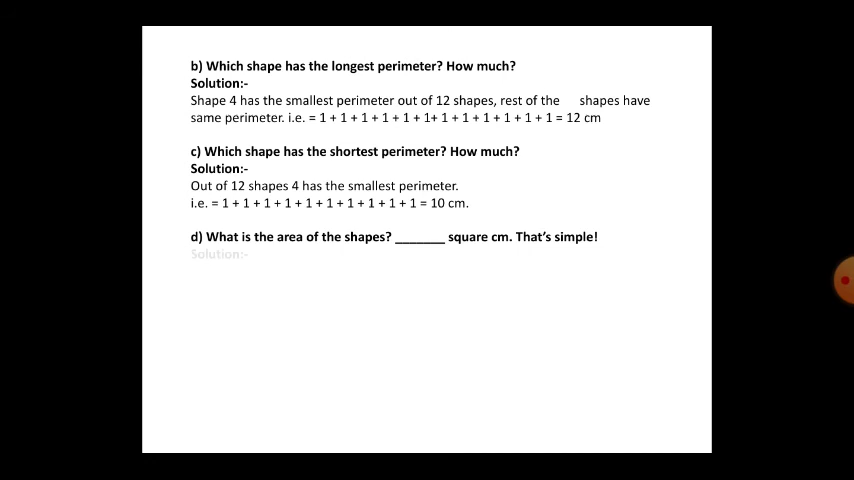 b) Which shape has the longest perimeter? How much?
Solution:-
Shape 4 has the smallest perimeter out of 12 shapes, rest of the shapes have
same perimeter. i.e. = 1 + 1 + 1 + 1 + 1 + 1+ 1 + 1 + 1 + 1 + 1 + 1 = 12 cm
c) Which shape has the shortest perimeter? How much?
Solution:-
Out of 12 shapes 4 has the smallest perimeter.
i.e. = 1 + 1 + 1 + 1 + 1 + 1 + 1 + 1 + 1 + 1 = 10 cm.
d) What is the area of the shapes? _______ square cm. That’s simple!
Solution:-